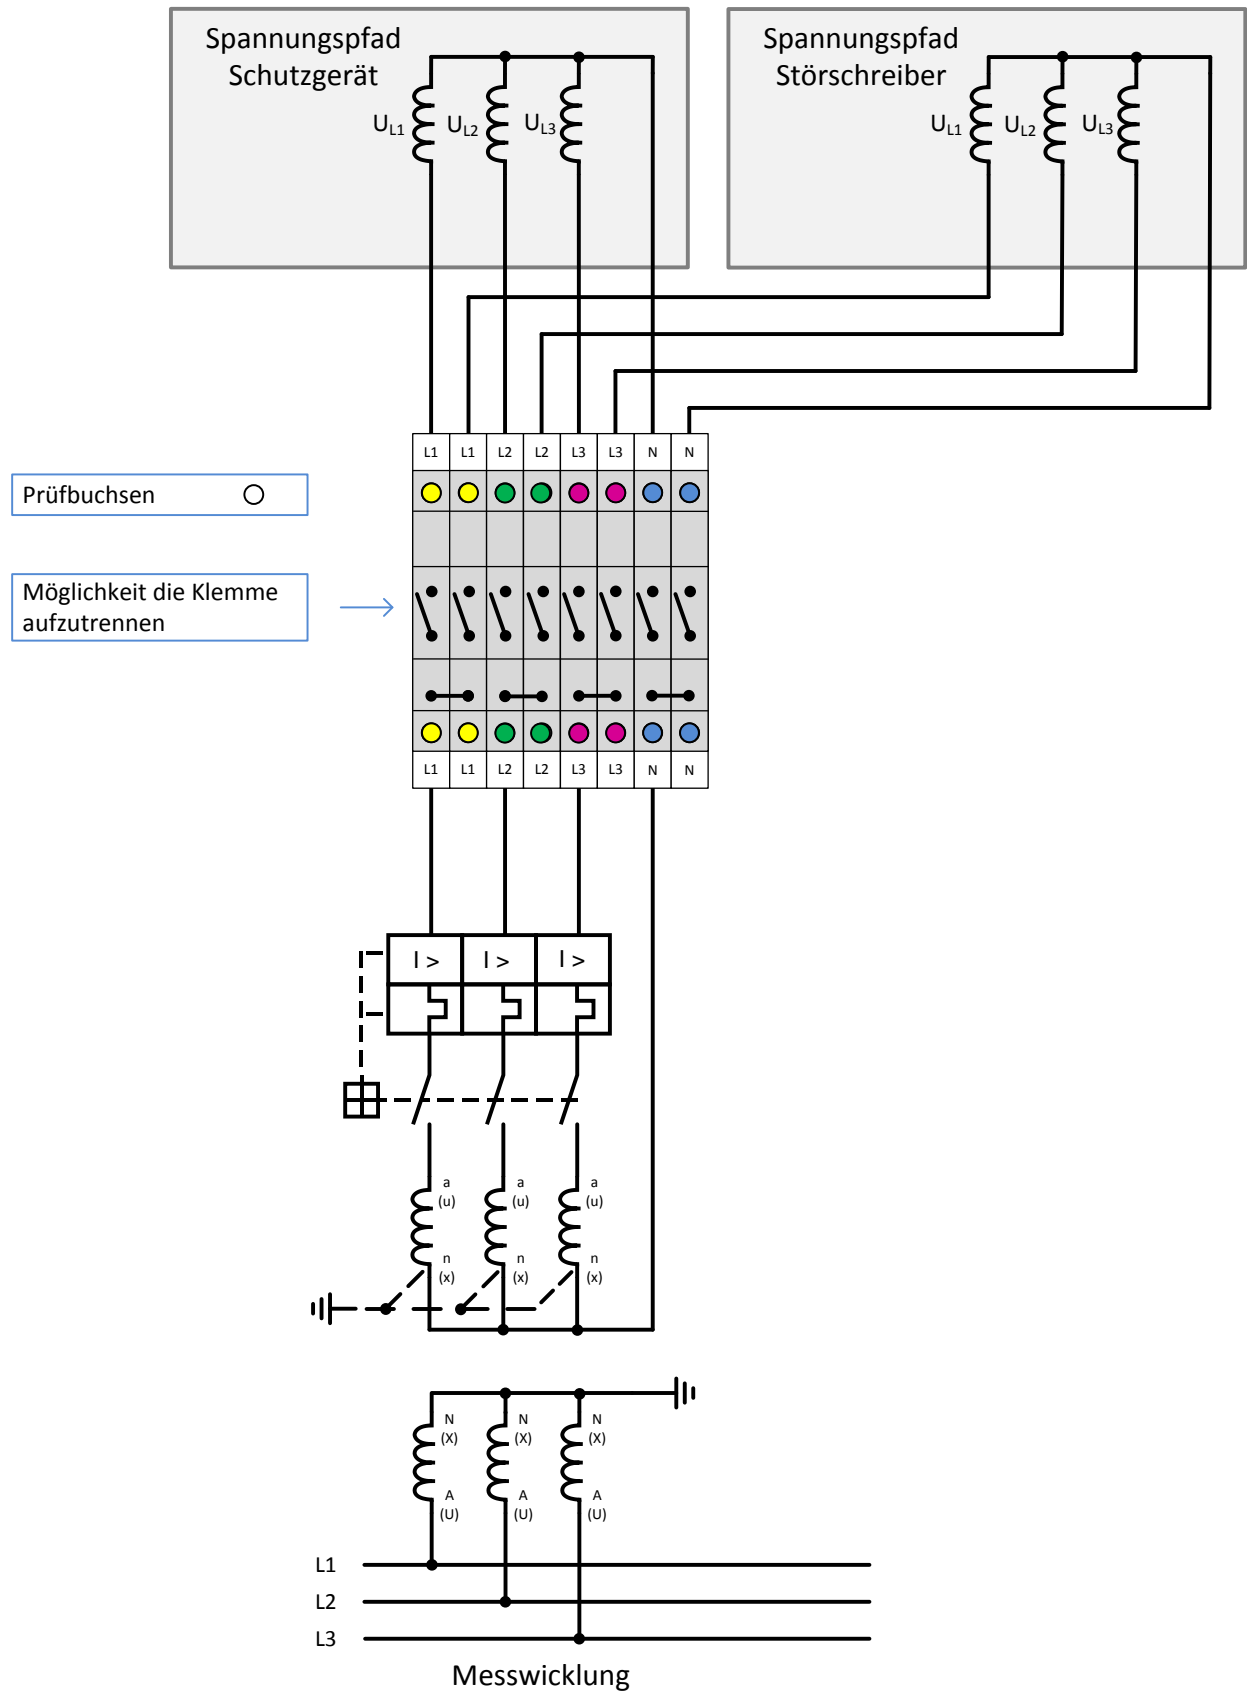 Spannungspfad
Schutzgerät
Spannungspfad
Störschreiber
UL1
UL2
UL3
UL1
UL2
UL3
L1 L1 L2 L2 L3 L3 N N
Prüfbuchsen
Möglichkeit die Klemme
aufzutrennen
L1 L1 L2 L2 L3 L3 N N
I > I > I >
a a a
(u) (u) (u)
n n n
(x) (x) (x)
N N N
(X) (X) (X)
A A A
(U) (U) (U)
L1
L2
L3
Messwicklung